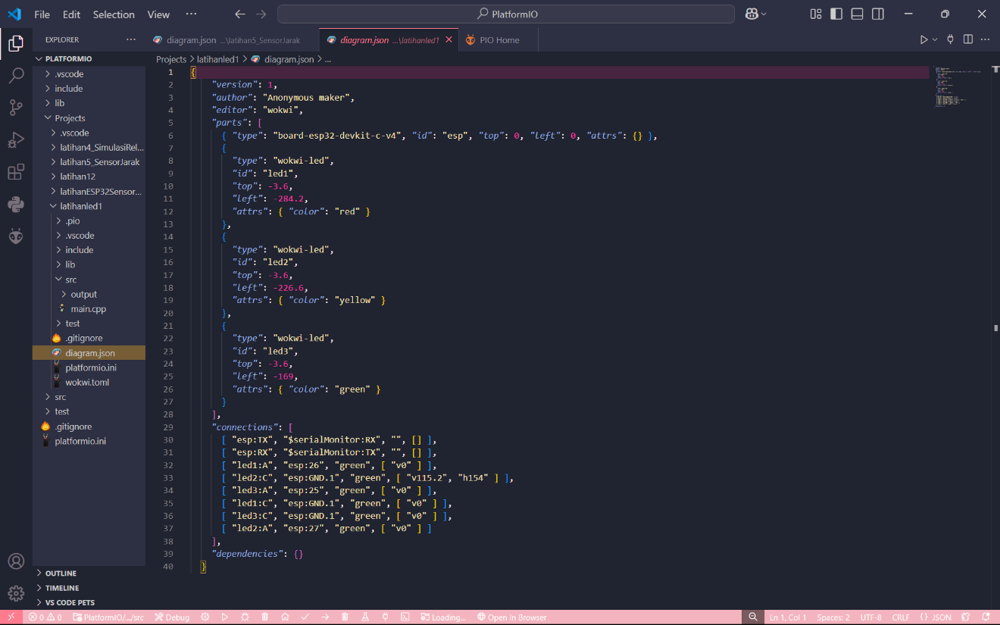 File Edit Selection View ··· PlatformIO
EXPLORER ···
diagram.json ...\latihan5_SensorJarak diagram.json ...\latihanled1 PIO Home
PLATFORMIO
.vscode
include
lib
Projects
.vscode
latihan4_SimulasiRel...
latihan5_SensorJarak
latihan12
latihanESP32Sensor...
latihanled1
.pio
.vscode
include
lib
src
output
main.cpp
test
.gitignore
diagram.json
platformio.ini
wokwi.toml
src
test
.gitignore
platformio.ini
OUTLINE
TIMELINE
VS CODE PETS
Projects > latihanled1 > diagram.json > ...
1 {
2 "version": 1,
3 "author": "Anonymous maker",
4 "editor": "wokwi",
5 "parts": [
6 { "type": "board-esp32-devkit-c-v4", "id": "esp", "top": 0, "left": 0, "attrs": {} },
7 {
8 "type": "wokwi-led",
9 "id": "led1",
10 "top": -3.6,
11 "left": -284.2,
12 "attrs": { "color": "red" }
13 },
14 {
15 "type": "wokwi-led",
16 "id": "led2",
17 "top": -3.6,
18 "left": -226.6,
19 "attrs": { "color": "yellow" }
20 },
21 {
22 "type": "wokwi-led",
23 "id": "led3",
24 "top": -3.6,
25 "left": -169,
26 "attrs": { "color": "green" }
27 }
28 ],
29 "connections": [
30 [ "esp:TX", "$serialMonitor:RX", "", [] ],
31 [ "esp:RX", "$serialMonitor:TX", "", [] ],
32 [ "led1:A", "esp:26", "green", [ "v0" ] ],
33 [ "led2:C", "esp:GND.1", "green", [ "v115.2", "h154" ] ],
34 [ "led3:A", "esp:25", "green", [ "v0" ] ],
35 [ "led1:C", "esp:GND.1", "green", [ "v0" ] ],
36 [ "led3:C", "esp:GND.1", "green", [ "v0" ] ],
37 [ "led2:A", "esp:27", "green", [ "v0" ] ]
38 ],
39 "dependencies": {}
40 }
0 0 PlatformIO/.../src Debug Loading... Open In Browser Ln 1, Col 1 Spaces: 2 UTF-8 CRLF {} JSON